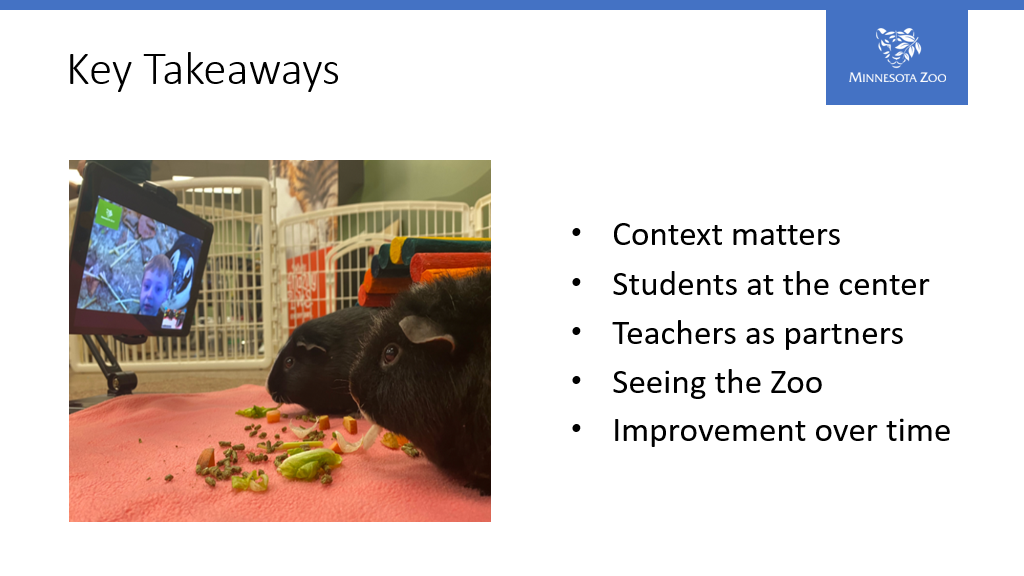 Key Takeaways
MINNESOTA ZOO
• Context matters
• Students at the center
• Teachers as partners
• Seeing the Zoo
• Improvement over time